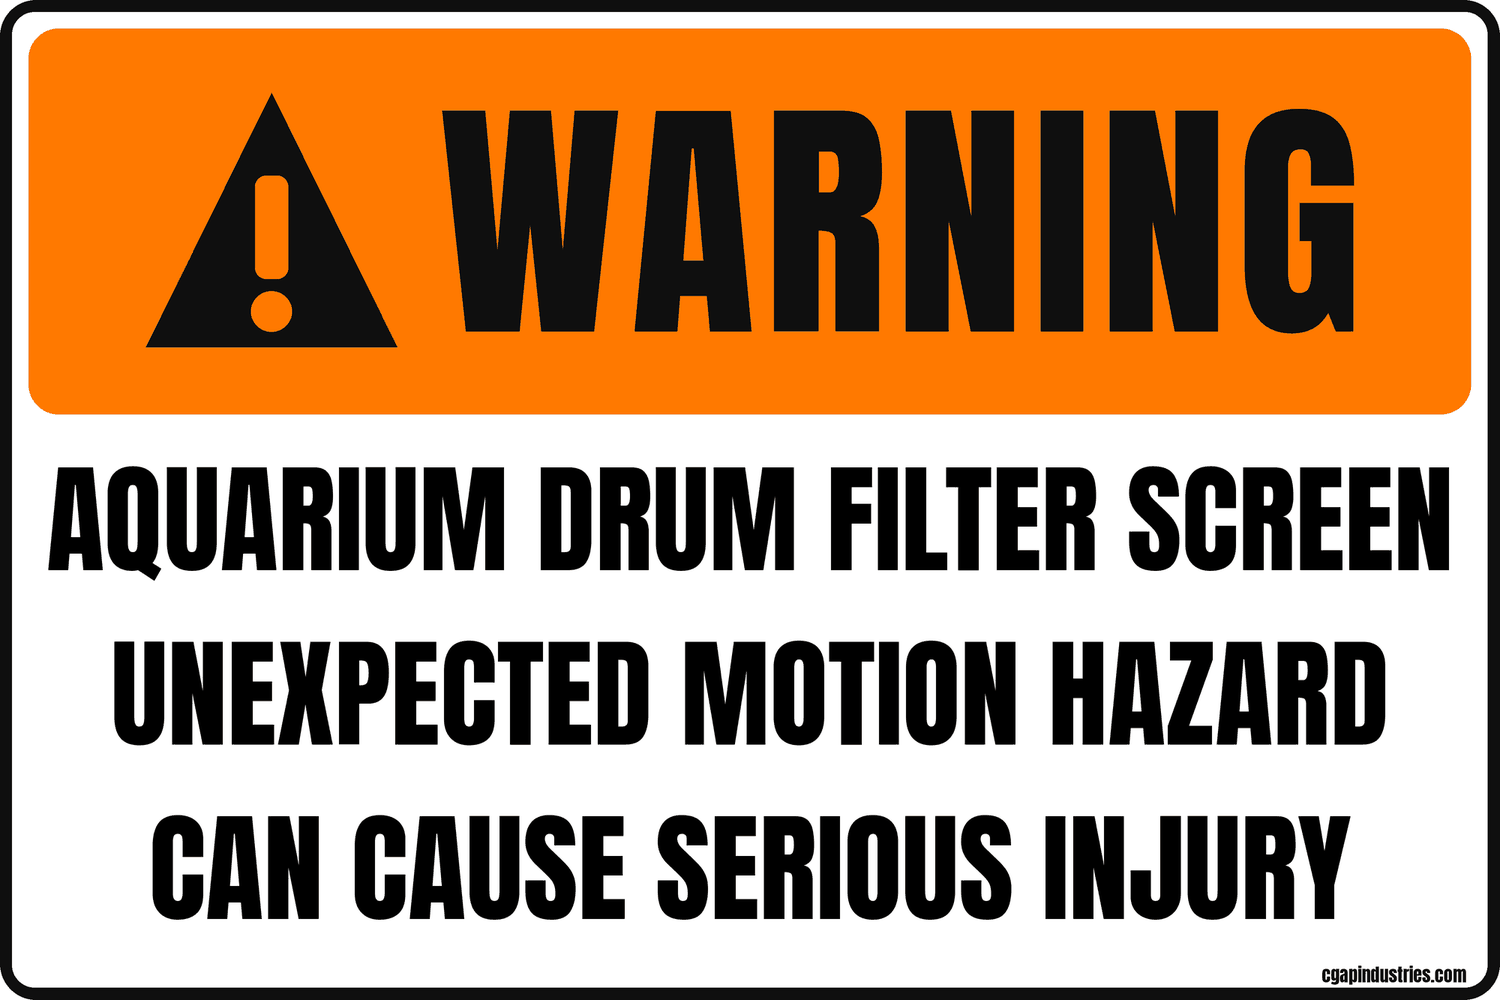 WARNING
AQUARIUM DRUM FILTER SCREEN
UNEXPECTED MOTION HAZARD
CAN CAUSE SERIOUS INJURY
cgapindustries.com